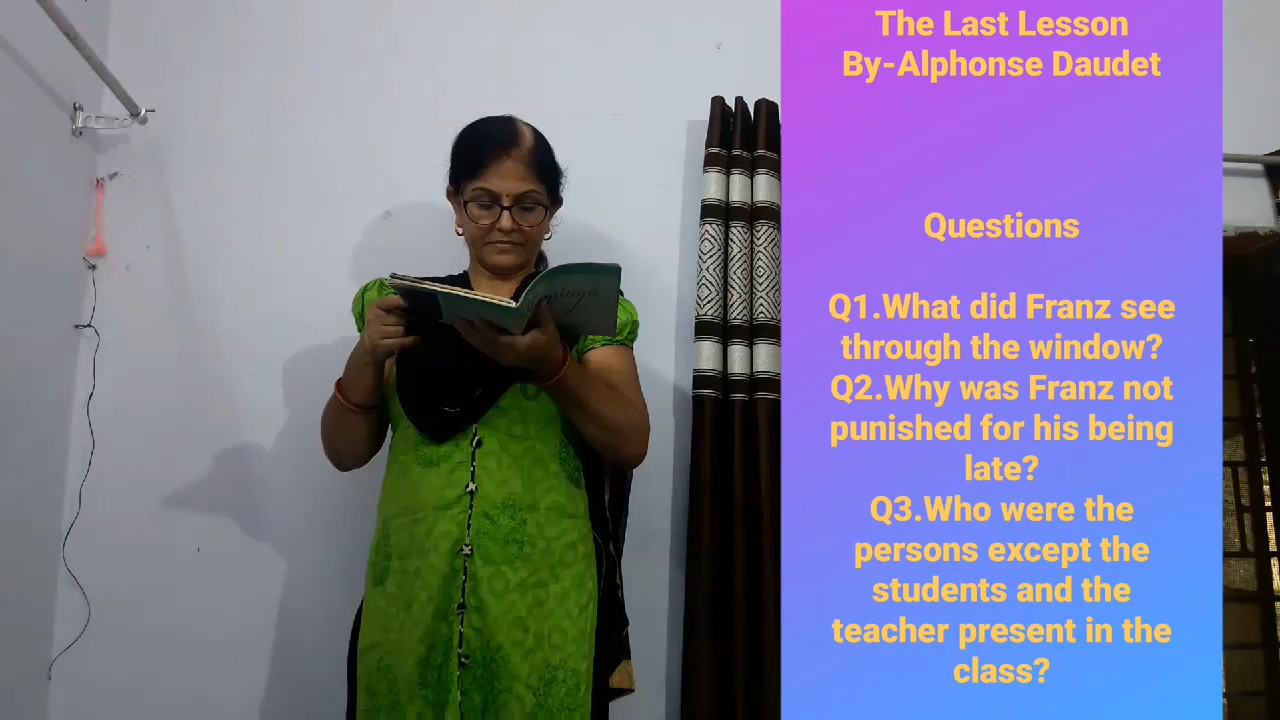 The Last Lesson
By-Alphonse Daudet
Questions
Q1.What did Franz see
through the window?
Q2.Why was Franz not
punished for his being
late?
Q3.Who were the
persons except the
students and the
teacher present in the
class?